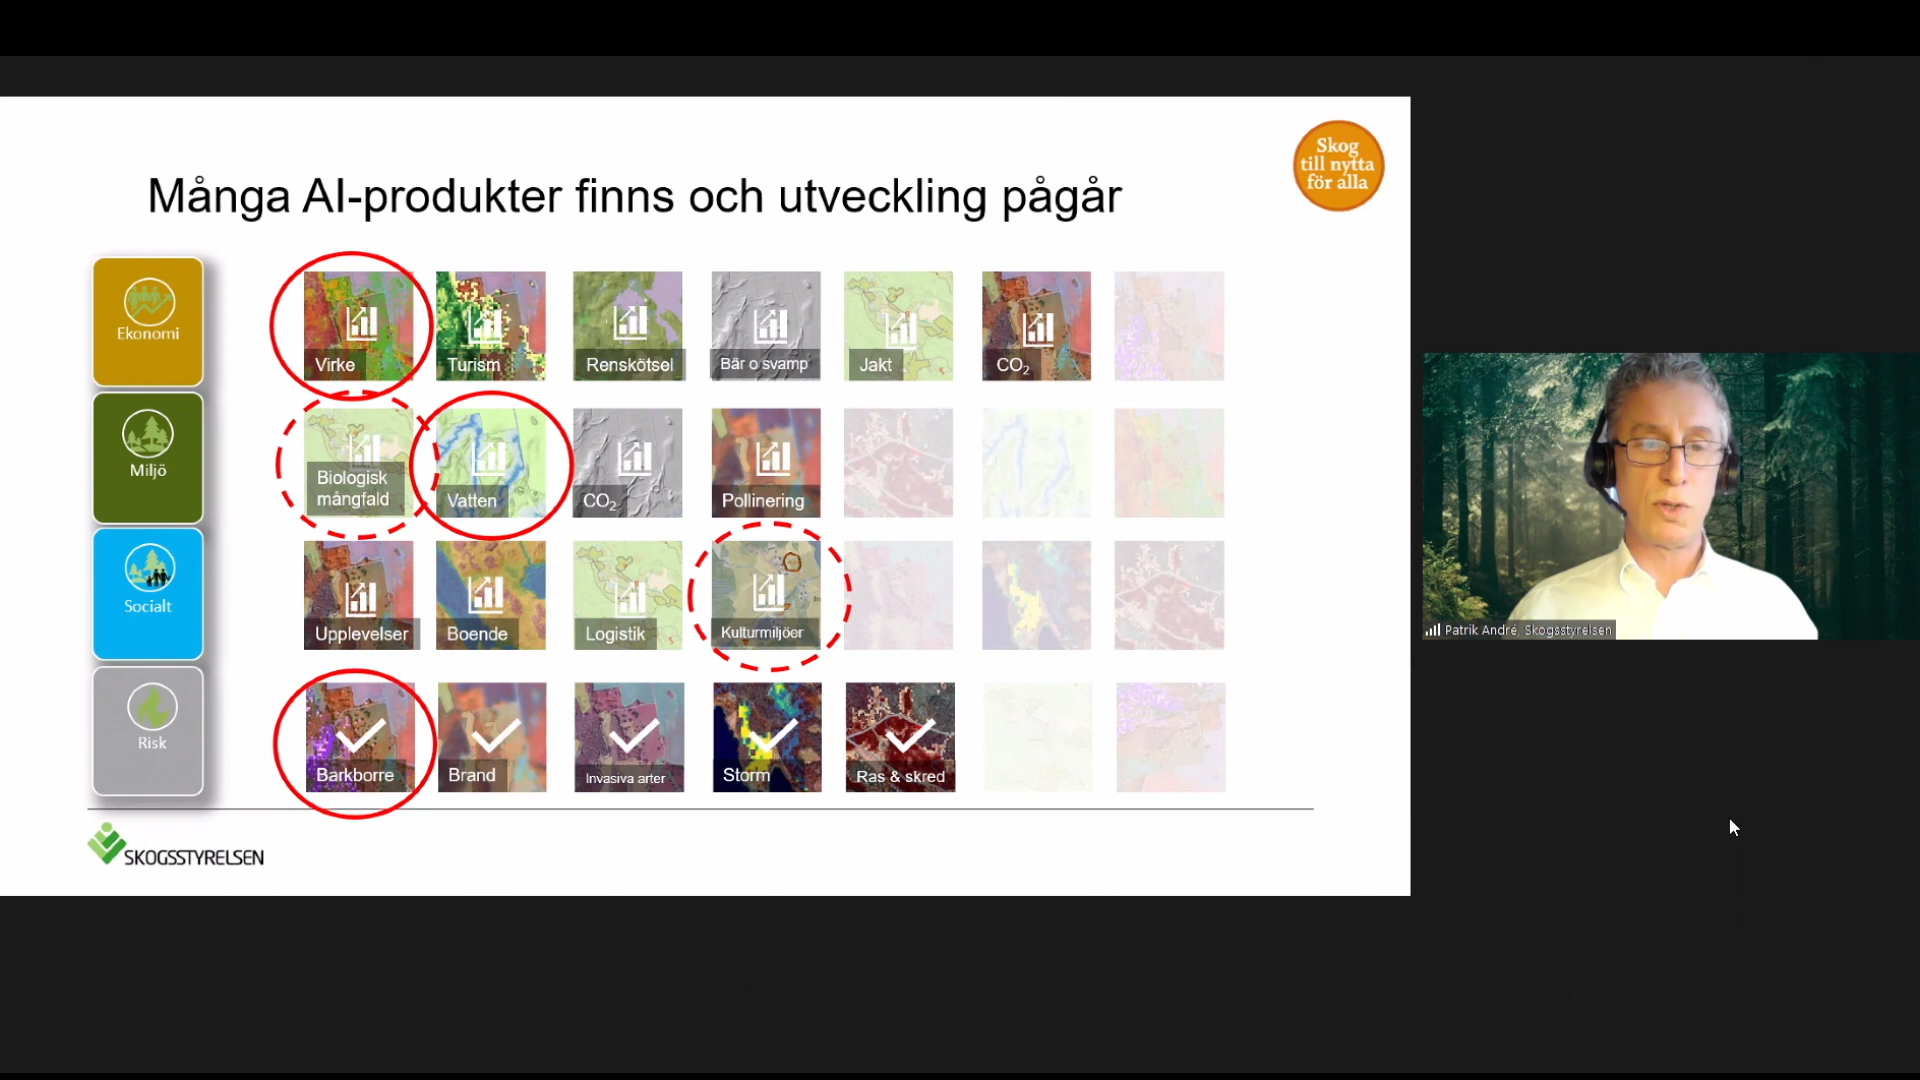 Skog
till nytta
för alla
Många AI-produkter finns och utveckling pågår
Ekonomi
Virke
Turism
Renskötsel
Bär o svamp
Jakt
CO₂
Miljö
Biologisk
mångfald
Vatten
CO₂
Pollinering
Socialt
Upplevelser
Boende
Logistik
Kulturmiljöer
Risk
Barkborre
Brand
Invasiva arter
Storm
Ras & skred
SKOGSSTYRELSEN
Patrik André, Skogsstyrelsen